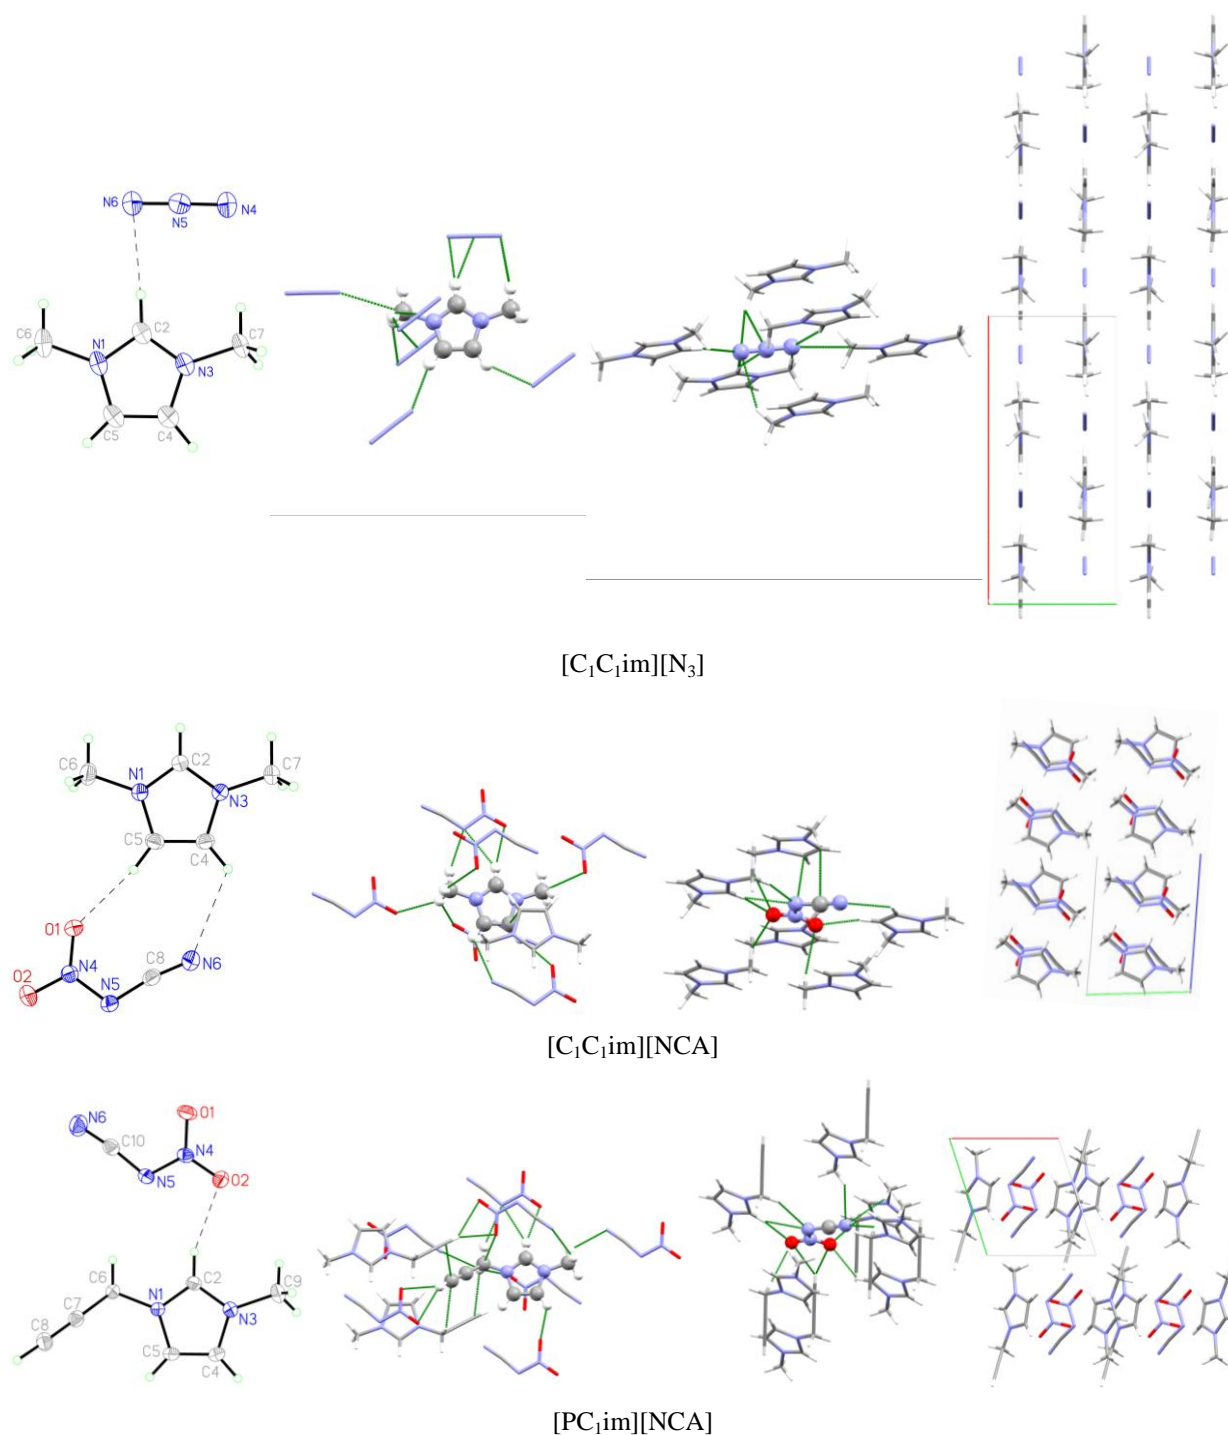 N6 N5 N4
C6 C2 C7
N1 N3
C5 C4
[C₁C₁im][N₃]
C6 N1 C2 C7
N3
C5 C4
O1 C8 N6
O2 N4 N5
[C₁C₁im][NCA]
N6 O1
C10 N4
N5 O2
C6 C2 C9
C7 N1 N3
C8 C5 C4
[PC₁im][NCA]